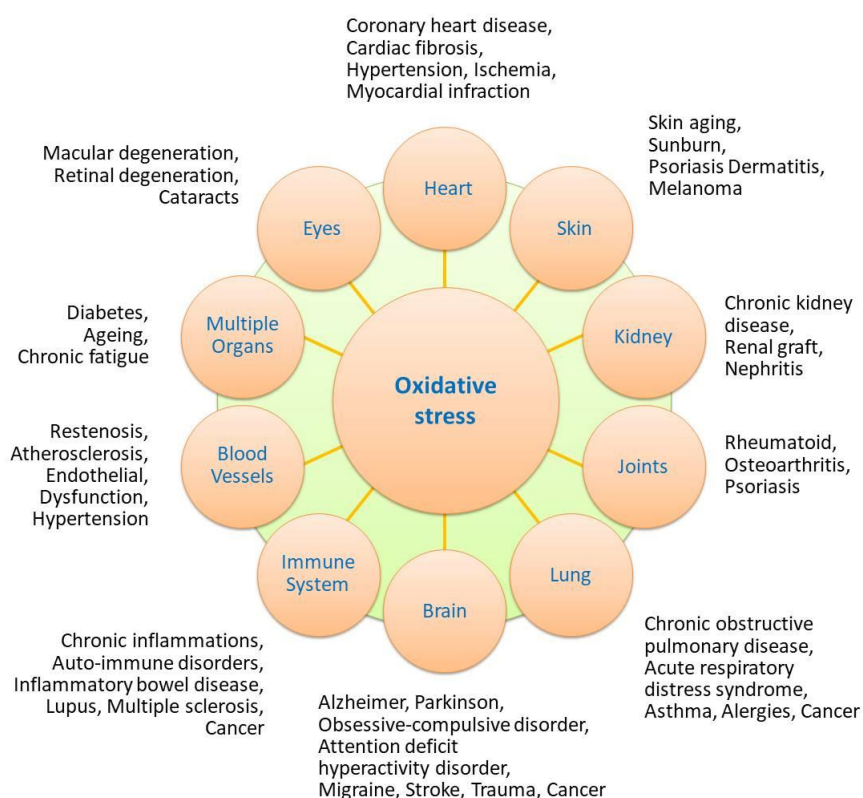 Coronary heart disease,
Cardiac fibrosis,
Hypertension, Ischemia,
Myocardial infraction
Heart
Skin aging,
Sunburn,
Psoriasis Dermatitis,
Melanoma
Skin
Chronic kidney
disease,
Renal graft,
Nephritis
Kidney
Rheumatoid,
Osteoarthritis,
Psoriasis
Joints
Chronic obstructive
pulmonary disease,
Acute respiratory
distress syndrome,
Asthma, Alergies, Cancer
Lung
Alzheimer, Parkinson,
Obsessive-compulsive disorder,
Attention deficit
hyperactivity disorder,
Migraine, Stroke, Trauma, Cancer
Brain
Chronic inflammations,
Auto-immune disorders,
Inflammatory bowel disease,
Lupus, Multiple sclerosis,
Cancer
Immune
System
Restenosis,
Atherosclerosis,
Endothelial,
Dysfunction,
Hypertension
Blood
Vessels
Diabetes,
Ageing,
Chronic fatigue
Multiple
Organs
Macular degeneration,
Retinal degeneration,
Cataracts
Eyes
Oxidative
stress